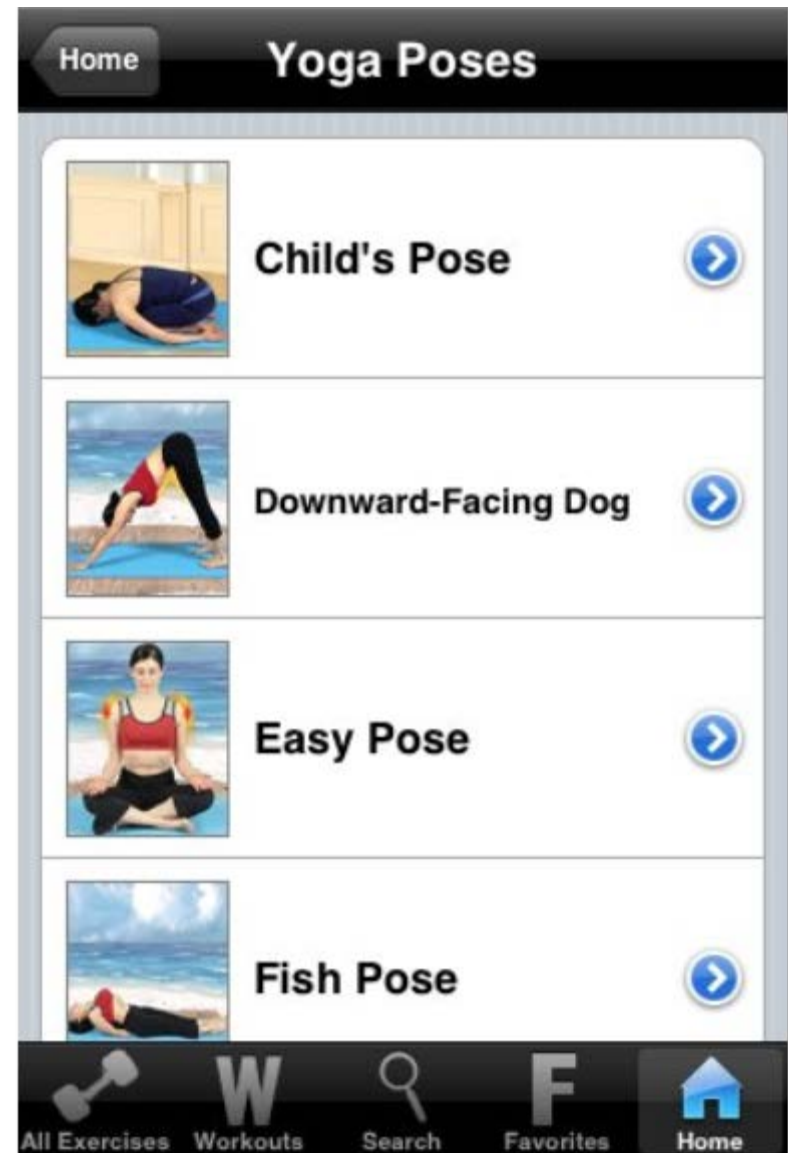 Home
Yoga Poses
Child's Pose
Downward-Facing Dog
Easy Pose
Fish Pose
W
F
All Exercises
Workouts
Search
Favorites
Home